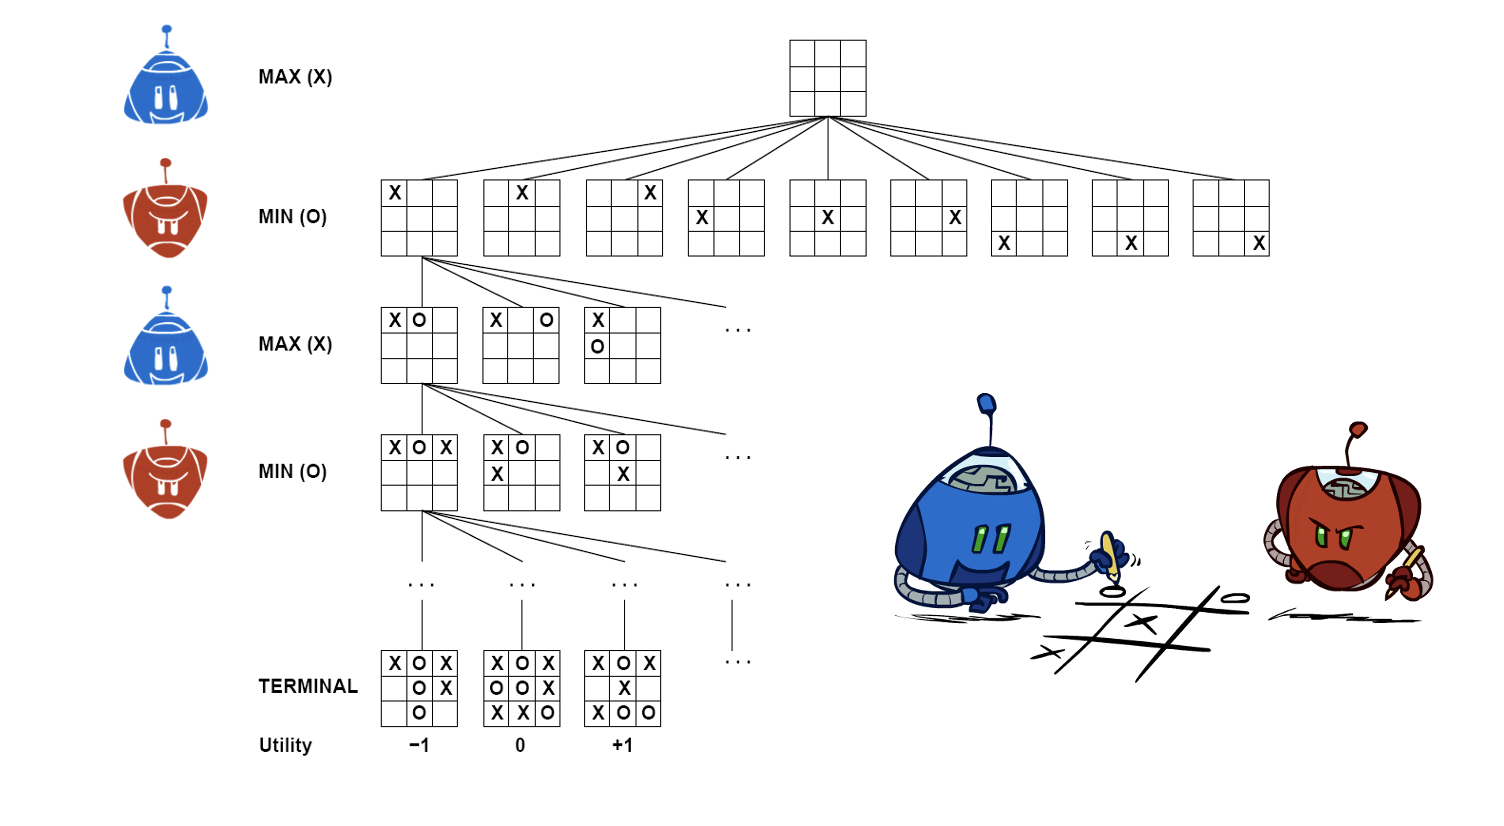 MAX (X)
X X X X X X X X X
MIN (O)
X O X O X
MAX (X) ...
O
X O X X O X O
MIN (O) X X ...
... ... ... ...
X O X X O X X O X
TERMINAL O X O O X X ...
O X X O X O O
Utility −1 0 +1
O O
X
X